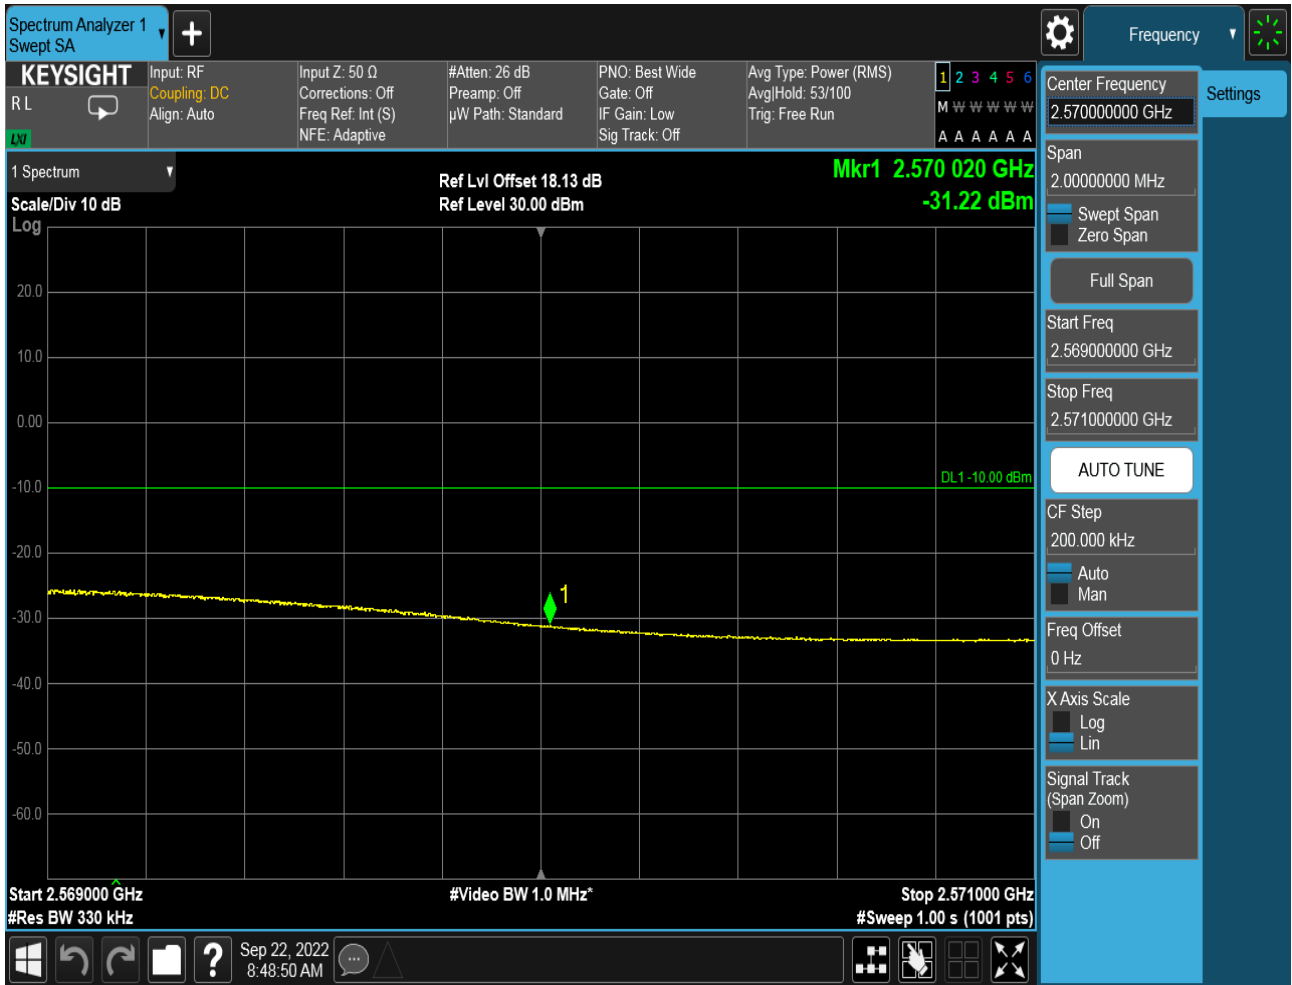 Spectrum Analyzer 1
Swept SA
Frequency
KEYSIGHT
R L
LXI
Input: RF
Coupling: DC
Align: Auto
Input Z: 50 Ω
Corrections: Off
Freq Ref: Int (S)
NFE: Adaptive
#Atten: 26 dB
Preamp: Off
µW Path: Standard
PNO: Best Wide
Gate: Off
IF Gain: Low
Sig Track: Off
Avg Type: Power (RMS)
Avg|Hold: 53/100
Trig: Free Run
1 2 3 4 5 6
M W W W W W
A A A A A A
1 Spectrum
Scale/Div 10 dB
Log
Ref Lvl Offset 18.13 dB
Ref Level 30.00 dBm
Mkr1 2.570 020 GHz
-31.22 dBm
20.0
10.0
0.00
-10.0
-20.0
-30.0
-40.0
-50.0
-60.0
DL1 -10.00 dBm
1
Start 2.569000 GHz
#Res BW 330 kHz
#Video BW 1.0 MHz*
Stop 2.571000 GHz
#Sweep 1.00 s (1001 pts)
?
Sep 22, 2022
8:48:50 AM
Center Frequency
2.570000000 GHz
Settings
Span
2.00000000 MHz
Swept Span
Zero Span
Full Span
Start Freq
2.569000000 GHz
Stop Freq
2.571000000 GHz
AUTO TUNE
CF Step
200.000 kHz
Auto
Man
Freq Offset
0 Hz
X Axis Scale
Log
Lin
Signal Track
(Span Zoom)
On
Off